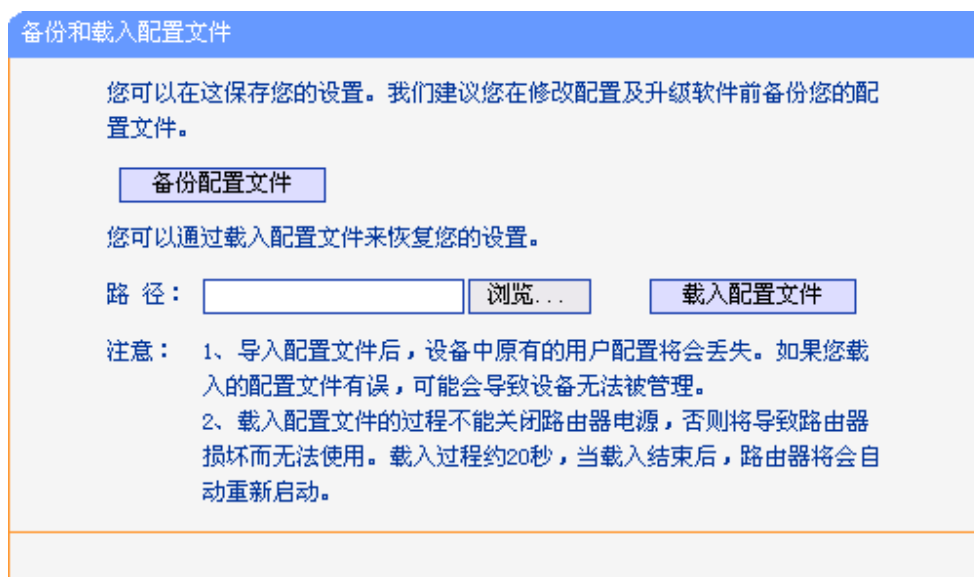 备份和载入配置文件
您可以在这保存您的设置。我们建议您在修改配置及升级软件前备份您的配
置文件。
备份配置文件
您可以通过载入配置文件来恢复您的设置。
路 径： 浏览... 载入配置文件
注意： 1、导入配置文件后，设备中原有的用户配置将会丢失。如果您载
入的配置文件有误，可能会导致设备无法被管理。
2、载入配置文件的过程不能关闭路由器电源，否则将导致路由器
损坏而无法使用。载入过程约20秒，当载入结束后，路由器将会自
动重新启动。